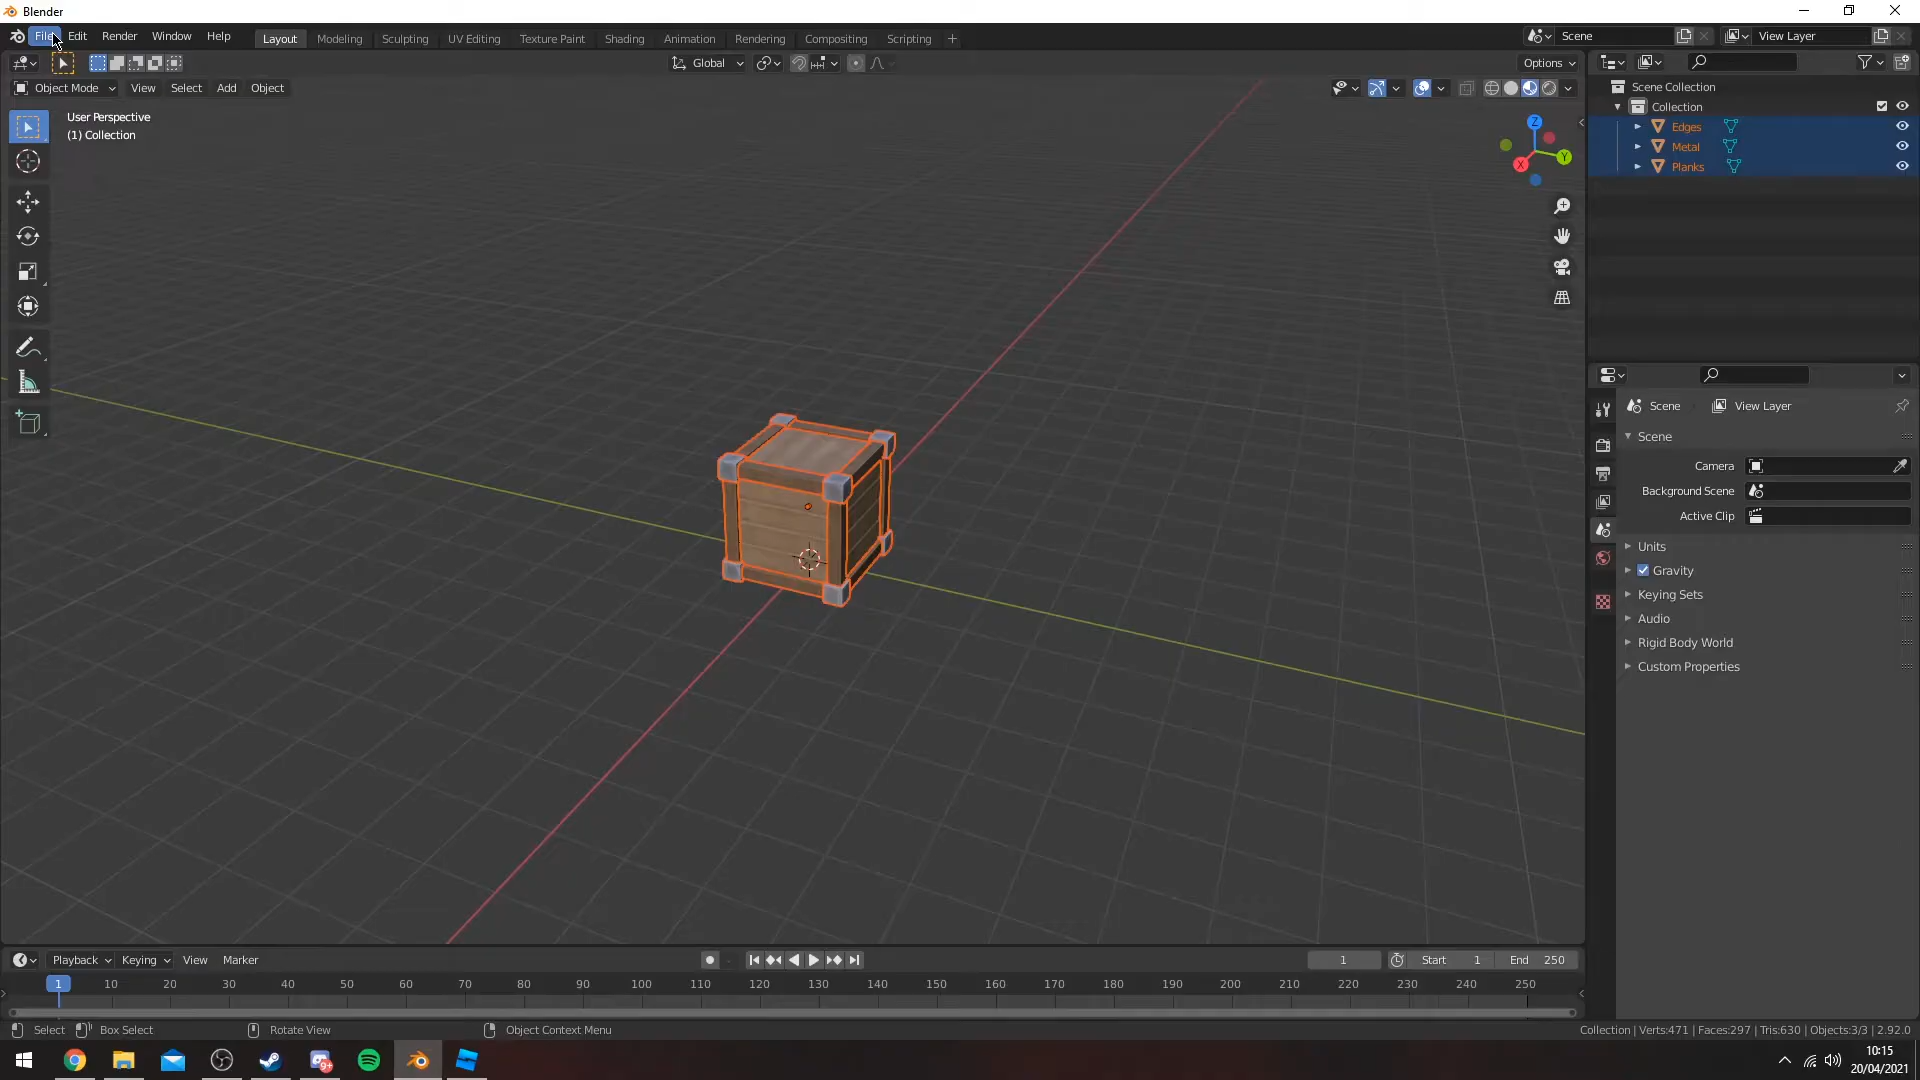 Blender
File Edit Render Window Help Layout Modeling Sculpting UV Editing Texture Paint Shading Animation Rendering Compositing Scripting + Scene View Layer
Global Options
Object Mode View Select Add Object
User Perspective
(1) Collection
Z
Y
X
Scene Collection
Collection
Edges
Metal
Planks
Scene View Layer
Scene
Camera
Background Scene
Active Clip
Units
Gravity
Keying Sets
Audio
Rigid Body World
Custom Properties
Playback Keying View Marker 1 Start 1 End 250
1 10 20 30 40 50 60 70 80 90 100 110 120 130 140 150 160 170 180 190 200 210 220 230 240 250
Select Box Select Rotate View Object Context Menu Collection | Verts:471 | Faces:297 | Tris:630 | Objects:3/3 | 2.92.0
9+
10:15
20/04/2021